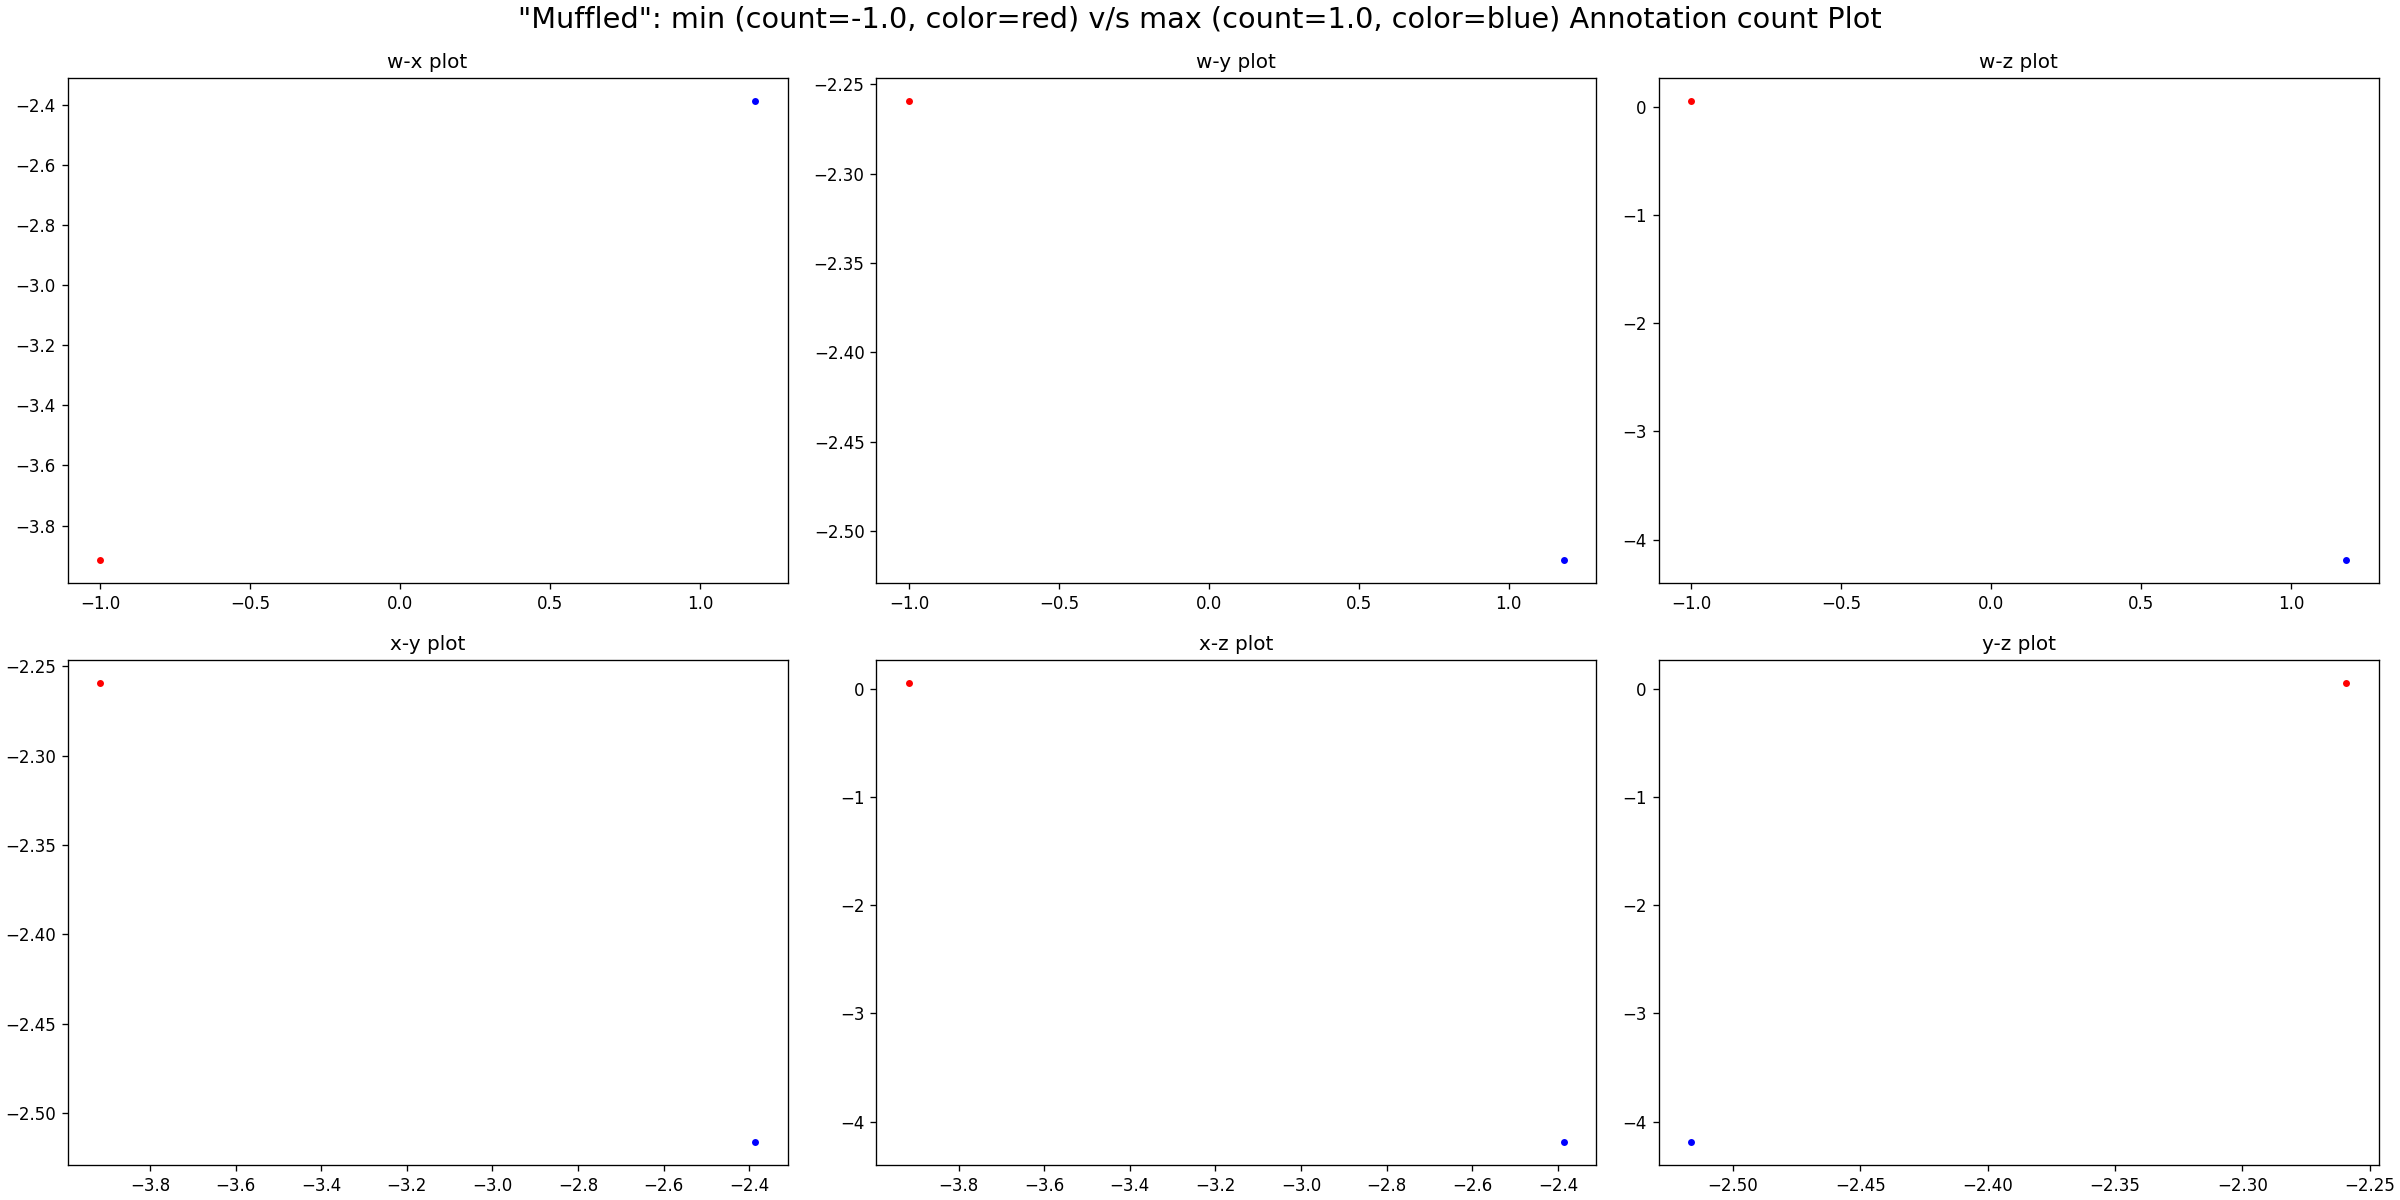 "Muffled": min (count=-1.0, color=red) v/s max (count=1.0, color=blue) Annotation count Plot
w-x plot
−2.4
−2.6
−2.8
−3.0
−3.2
−3.4
−3.6
−3.8
−1.0 −0.5 0.0 0.5 1.0
w-y plot
−2.25
−2.30
−2.35
−2.40
−2.45
−2.50
−1.0 −0.5 0.0 0.5 1.0
w-z plot
0
−1
−2
−3
−4
−1.0 −0.5 0.0 0.5 1.0
x-y plot
−2.25
−2.30
−2.35
−2.40
−2.45
−2.50
−3.8 −3.6 −3.4 −3.2 −3.0 −2.8 −2.6 −2.4
x-z plot
0
−1
−2
−3
−4
−3.8 −3.6 −3.4 −3.2 −3.0 −2.8 −2.6 −2.4
y-z plot
0
−1
−2
−3
−4
−2.50 −2.45 −2.40 −2.35 −2.30 −2.25